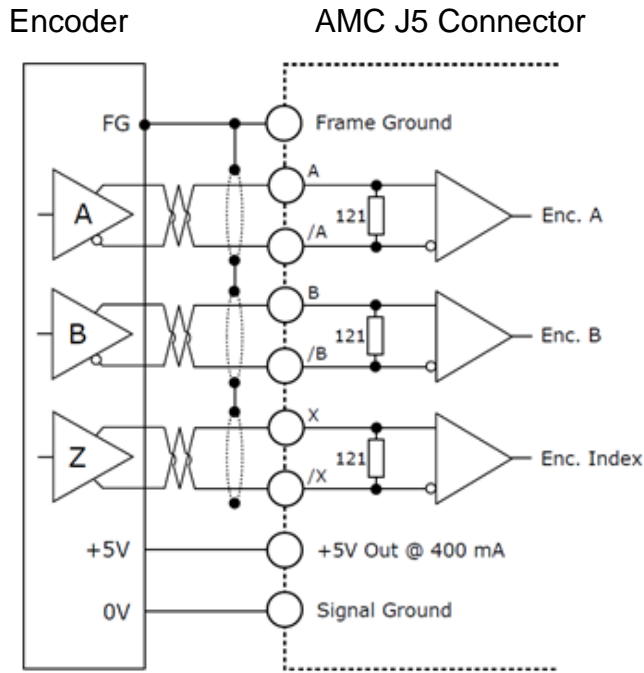 Encoder AMC J5 Connector
FG Frame Ground
A
A 121 Enc. A
/A
B
B 121 Enc. B
/B
X
Z 121 Enc. Index
/X
+5V +5V Out @ 400 mA
0V Signal Ground